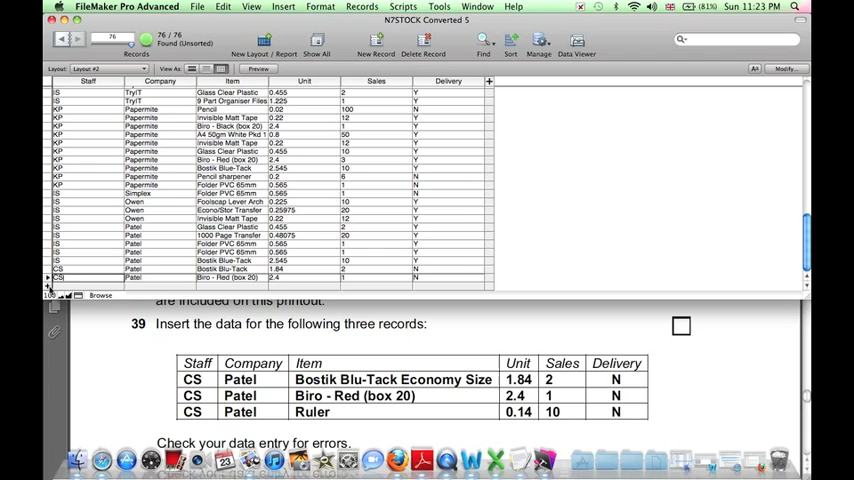 FileMaker Pro Advanced File Edit View Insert Format Records Scripts Tools Window Help (81%) Sun 11:23 PM
N7STOCK Converted 5
76 76 / 76 Found (Unsorted)
Records New Layout / Report Show All New Record Delete Record Find Sort Manage Data Viewer
Layout: Layout #2 View As: Preview Modify...
Staff Company Item Unit Sales Delivery
IS TryIT Glass Clear Plastic 0.455 2 Y
IS TryIT 9 Part Organiser Files 1.225 1 Y
KP Papermite Pencil 0.02 100 N
KP Papermite Invisible Matt Tape 0.22 12 Y
KP Papermite Biro - Black (box 20) 2.4 1 Y
KP Papermite A4 50gm White Pkd 1 0.8 50 Y
KP Papermite Invisible Matt Tape 0.22 12 Y
KP Papermite Glass Clear Plastic 0.455 10 Y
KP Papermite Biro - Red (box 20) 2.4 3 Y
KP Papermite Bostik Blue-Tack 2.545 10 Y
KP Papermite Pencil sharpener 0.2 6 N
KP Papermite Folder PVC 65mm 0.565 1 N
IS Simplex Folder PVC 65mm 0.565 1 N
IS Owen Foolscap Lever Arch 0.225 10 Y
IS Owen Econo/Stor Transfer 0.25975 20 Y
IS Owen Invisible Matt Tape 0.22 12 Y
IS Patel Glass Clear Plastic 0.455 2 Y
IS Patel 1000 Page Transfer 0.48075 20 Y
IS Patel Folder PVC 65mm 0.565 1 Y
IS Patel Folder PVC 65mm 0.565 1 Y
IS Patel Bostik Blue-Tack 2.545 10 Y
CS Patel Bostik Blu-Tack 1.84 2 N
CS Patel Biro - Red (box 20) 2.4 1 N
100 Browse
are included on this printout.
39 Insert the data for the following three records:
Staff Company Item Unit Sales Delivery
CS Patel Bostik Blu-Tack Economy Size 1.84 2 N
CS Patel Biro - Red (box 20) 2.4 1 N
CS Patel Ruler 0.14 10 N
Check your data entry for errors.